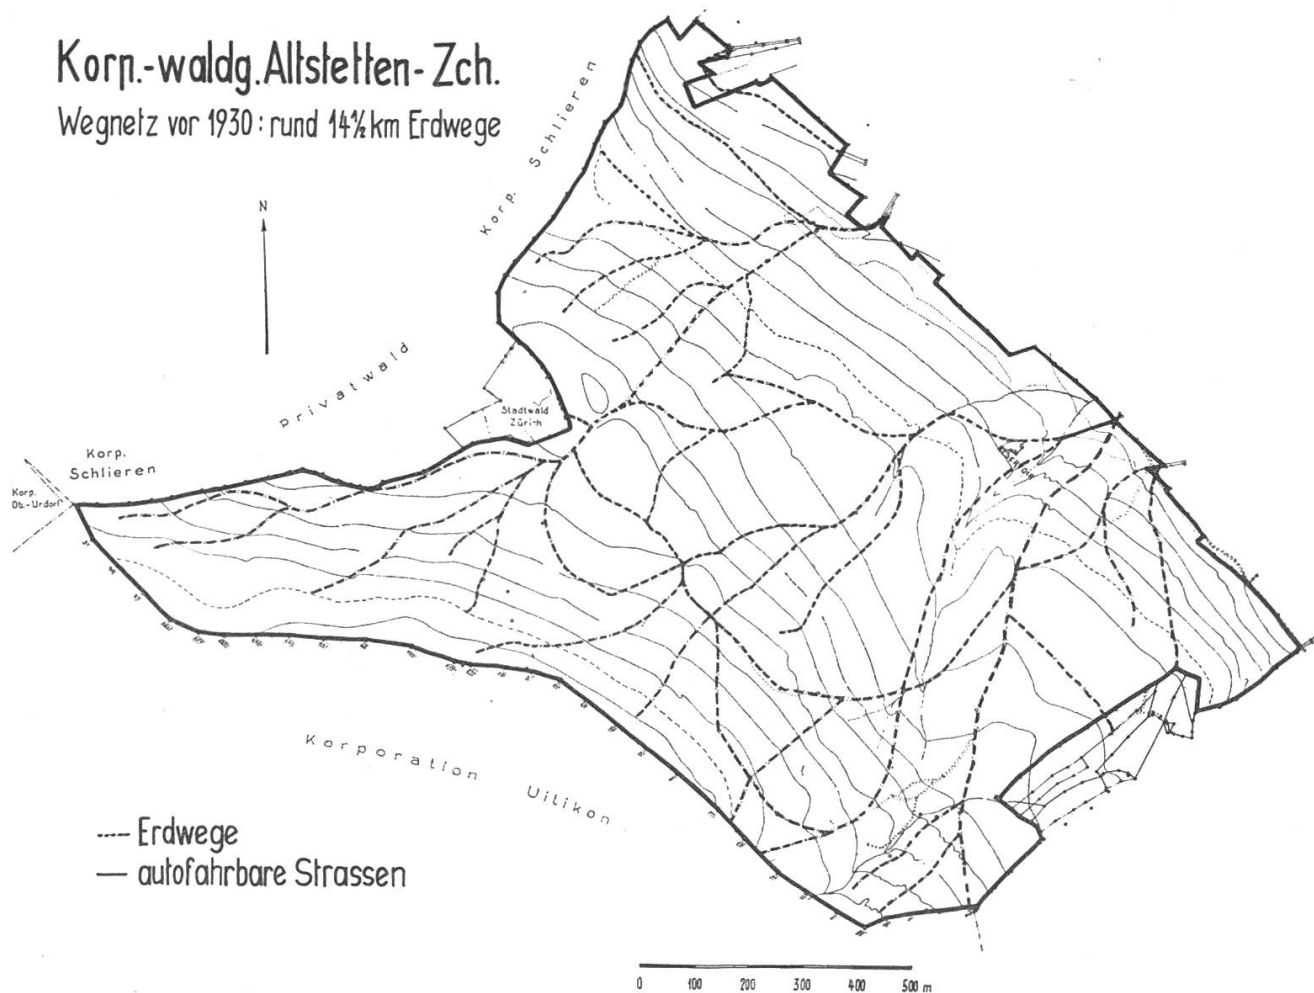 Korp.-waldg. Altstetten-Zch.
Wegnetz vor 1930: rund 14½ km Erdwege
N
Korp. Schlieren
Privatwald
Stadtwald
Zürich
Korp.
Schlieren
Korp.
Ob.-Urdorf
Korporation Uitikon
---- Erdwege
— autofahrbare Strassen
0 100 200 300 400 500 m